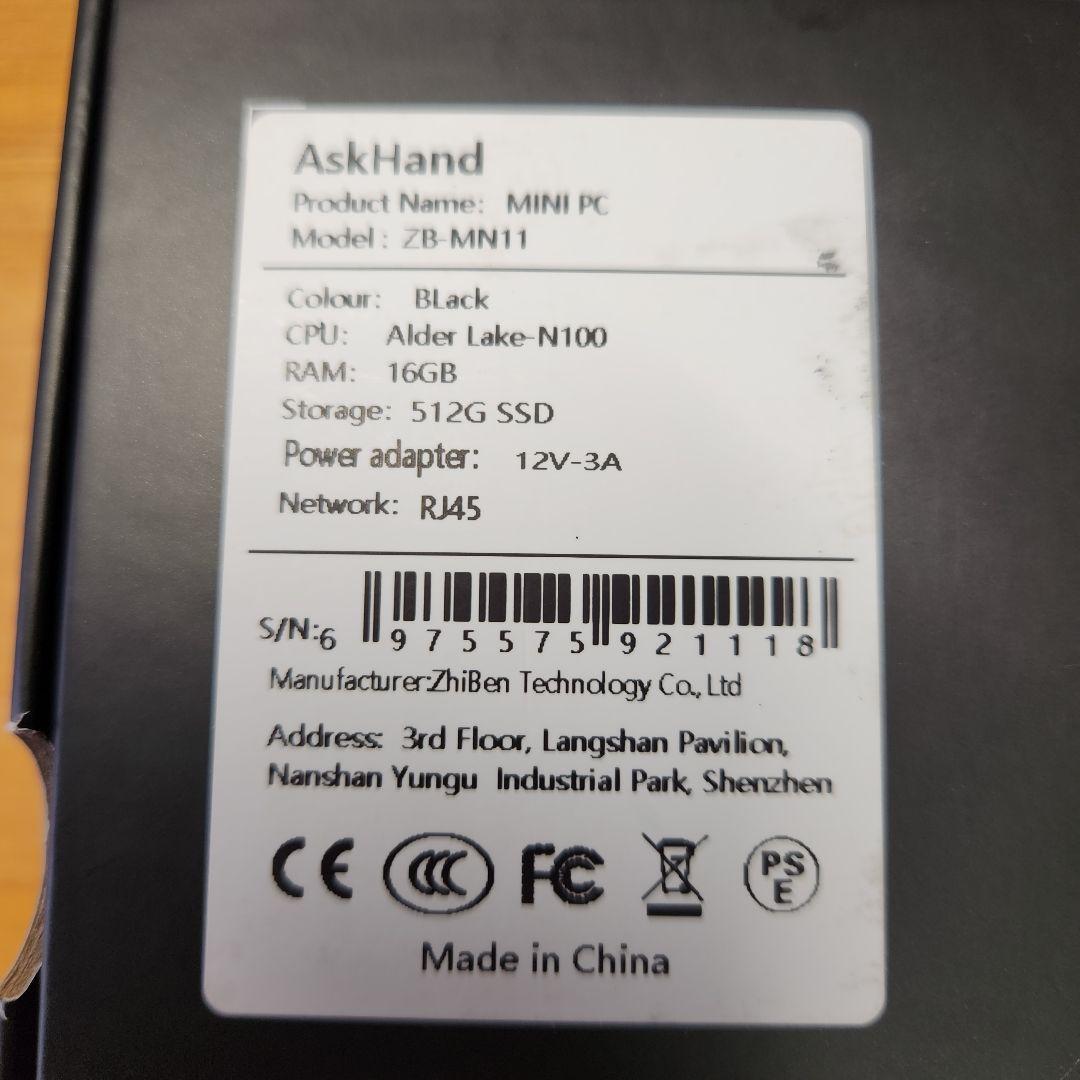 AskHand
Product Name: MINI PC
Model: ZB-MN11
Colour: BLack
CPU: Alder Lake-N100
RAM: 16GB
Storage: 512G SSD
Power adapter: 12V-3A
Network: RJ45
S/N:6 975575 921118
Manufacturer:ZhiBen Technology Co., Ltd
Address: 3rd Floor, Langshan Pavilion,
Nanshan Yungu Industrial Park, Shenzhen
CE CCC FC PSE
Made in China